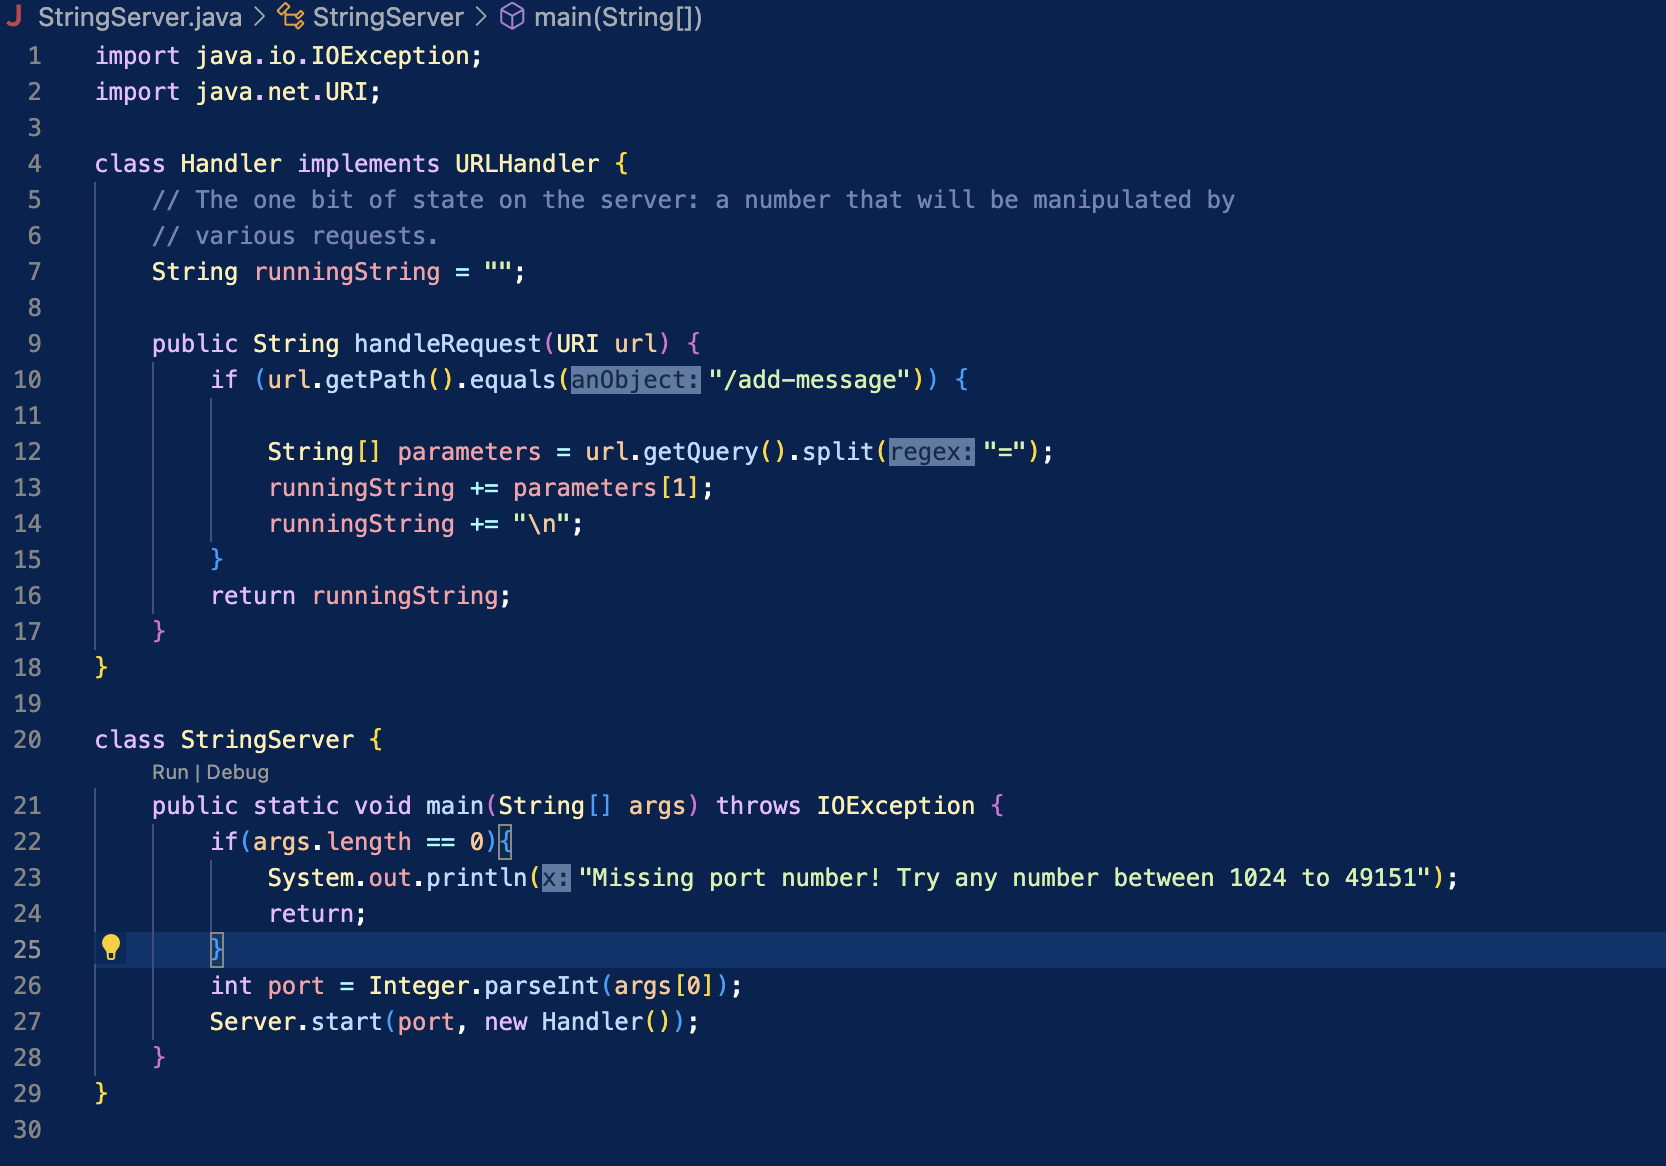 StringServer.java > StringServer > main(String[])
1 import java.io.IOException;
2 import java.net.URI;
3
4 class Handler implements URLHandler {
5     // The one bit of state on the server: a number that will be manipulated by
6     // various requests.
7     String runningString = "";
8
9     public String handleRequest(URI url) {
10         if (url.getPath().equals(anObject: "/add-message")) {
11
12             String[] parameters = url.getQuery().split(regex: "=");
13             runningString += parameters[1];
14             runningString += "\n";
15         }
16         return runningString;
17     }
18 }
19
20 class StringServer {
Run | Debug
21     public static void main(String[] args) throws IOException {
22         if(args.length == 0){
23             System.out.println(x: "Missing port number! Try any number between 1024 to 49151");
24             return;
25         }
26         int port = Integer.parseInt(args[0]);
27         Server.start(port, new Handler());
28     }
29 }
30